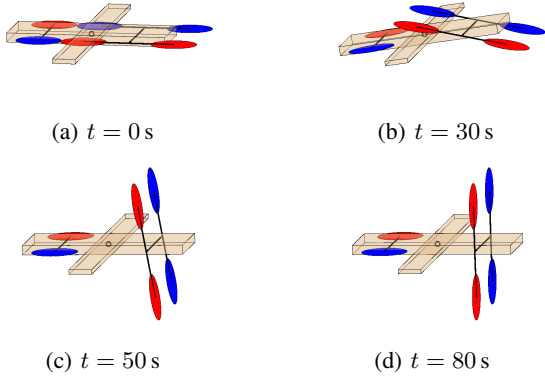 (a) t = 0 s
(b) t = 30 s
(c) t = 50 s
(d) t = 80 s